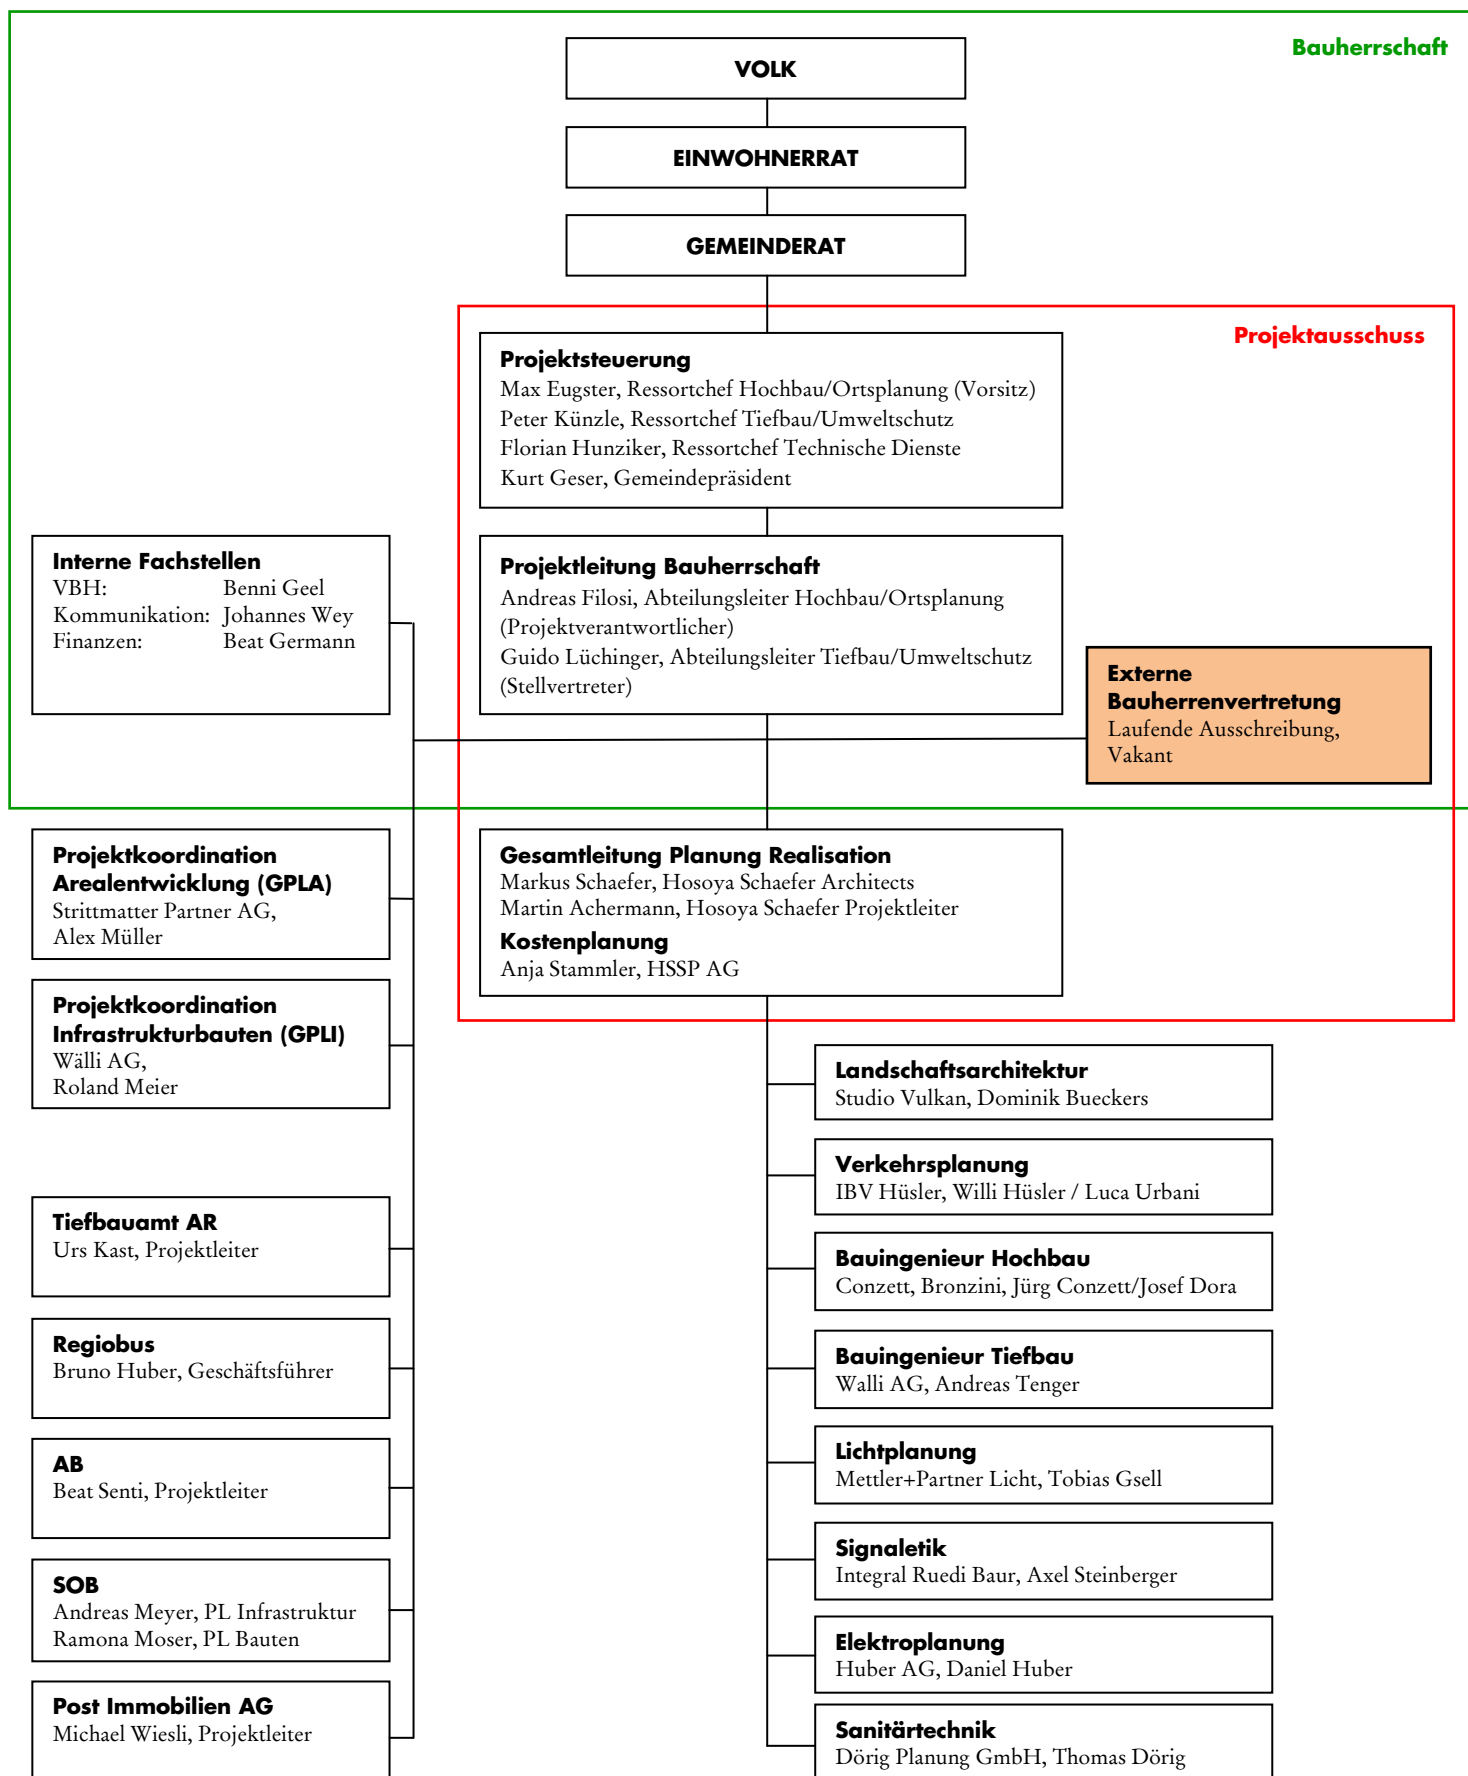 Bauherrschaft
VOLK
EINWOHNERRAT
GEMEINDERAT
Projektausschuss
Projektsteuerung
Max Eugster, Ressortchef Hochbau/Ortsplanung (Vorsitz)
Peter Künzle, Ressortchef Tiefbau/Umweltschutz
Florian Hunziker, Ressortchef Technische Dienste
Kurt Geser, Gemeindepräsident
Interne Fachstellen
VBH: Benni Geel
Kommunikation: Johannes Wey
Finanzen: Beat Germann
Projektleitung Bauherrschaft
Andreas Filosi, Abteilungsleiter Hochbau/Ortsplanung
(Projektverantwortlicher)
Guido Lüchinger, Abteilungsleiter Tiefbau/Umweltschutz
(Stellvertreter)
Externe
Bauherrenvertretung
Laufende Ausschreibung,
Vakant
Projektkoordination
Arealentwicklung (GPLA)
Strittmatter Partner AG,
Alex Müller
Gesamtleitung Planung Realisation
Markus Schaefer, Hosoya Schaefer Architects
Martin Achermann, Hosoya Schaefer Projektleiter
Kostenplanung
Anja Stammler, HSSP AG
Projektkoordination
Infrastrukturbauten (GPLI)
Wälli AG,
Roland Meier
Tiefbauamt AR
Urs Kast, Projektleiter
Regiobus
Bruno Huber, Geschäftsführer
AB
Beat Senti, Projektleiter
SOB
Andreas Meyer, PL Infrastruktur
Ramona Moser, PL Bauten
Post Immobilien AG
Michael Wiesli, Projektleiter
Landschaftsarchitektur
Studio Vulkan, Dominik Bueckers
Verkehrsplanung
IBV Hüsler, Willi Hüsler / Luca Urbani
Bauingenieur Hochbau
Conzett, Bronzini, Jürg Conzett/Josef Dora
Bauingenieur Tiefbau
Walli AG, Andreas Tenger
Lichtplanung
Mettler+Partner Licht, Tobias Gsell
Signaletik
Integral Ruedi Baur, Axel Steinberger
Elektroplanung
Huber AG, Daniel Huber
Sanitärtechnik
Dörig Planung GmbH, Thomas Dörig